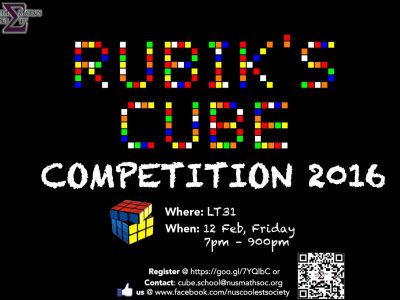 RUBIK'S
CUBE
COMPETITION 2016
Where: LT31
When: 12 Feb, Friday
7pm - 900pm
Register @ https://goo.gl/7YQlbC or
Contact: cube.school@nusmathsoc.org
us @ www.facebook.com/nuscoolestsociety